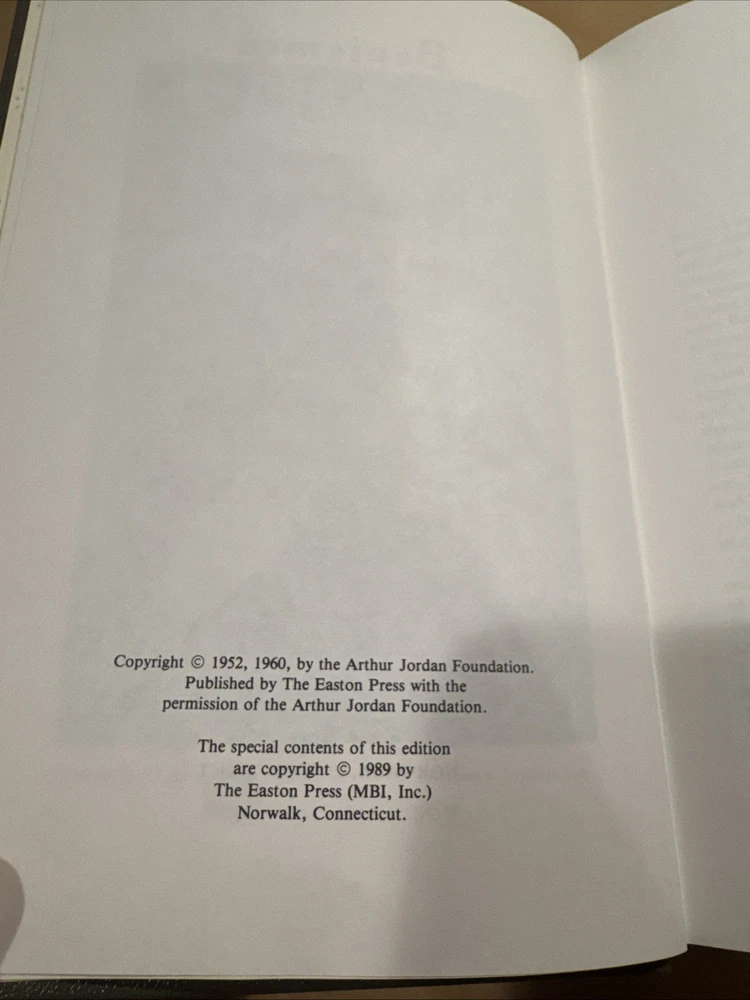 Copyright © 1952, 1960, by the Arthur Jordan Foundation.
Published by The Easton Press with the
permission of the Arthur Jordan Foundation.
The special contents of this edition
are copyright © 1989 by
The Easton Press (MBI, Inc.)
Norwalk, Connecticut.